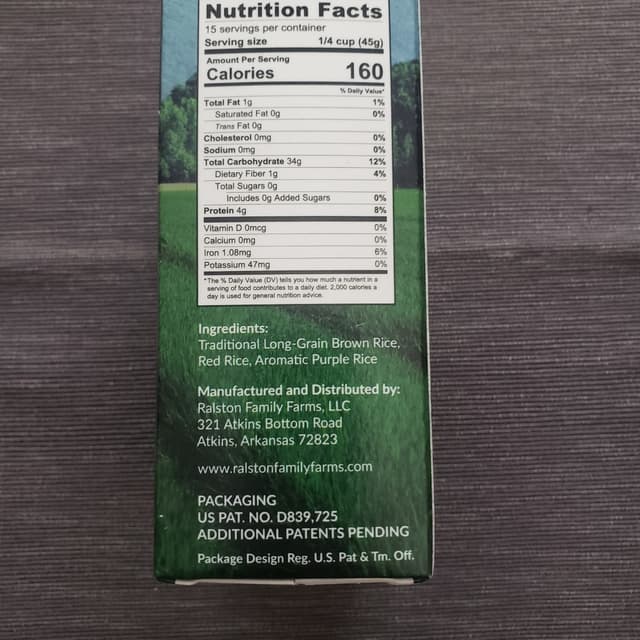 Nutrition Facts
15 servings per container
Serving size 1/4 cup (45g)
Amount Per Serving
Calories 160
% Daily Value*
Total Fat 1g 1%
Saturated Fat 0g 0%
Trans Fat 0g
Cholesterol 0mg 0%
Sodium 0mg 0%
Total Carbohydrate 34g 12%
Dietary Fiber 1g 4%
Total Sugars 0g
Includes 0g Added Sugars 0%
Protein 4g 8%
Vitamin D 0mcg 0%
Calcium 0mg 0%
Iron 1.08mg 6%
Potassium 47mg 0%
*The % Daily Value (DV) tells you how much a nutrient in a
serving of food contributes to a daily diet. 2,000 calories a
day is used for general nutrition advice.
Ingredients:
Traditional Long-Grain Brown Rice,
Red Rice, Aromatic Purple Rice
Manufactured and Distributed by:
Ralston Family Farms, LLC
321 Atkins Bottom Road
Atkins, Arkansas 72823
www.ralstonfamilyfarms.com
PACKAGING
US PAT. NO. D839,725
ADDITIONAL PATENTS PENDING
Package Design Reg. U.S. Pat & Tm. Off.